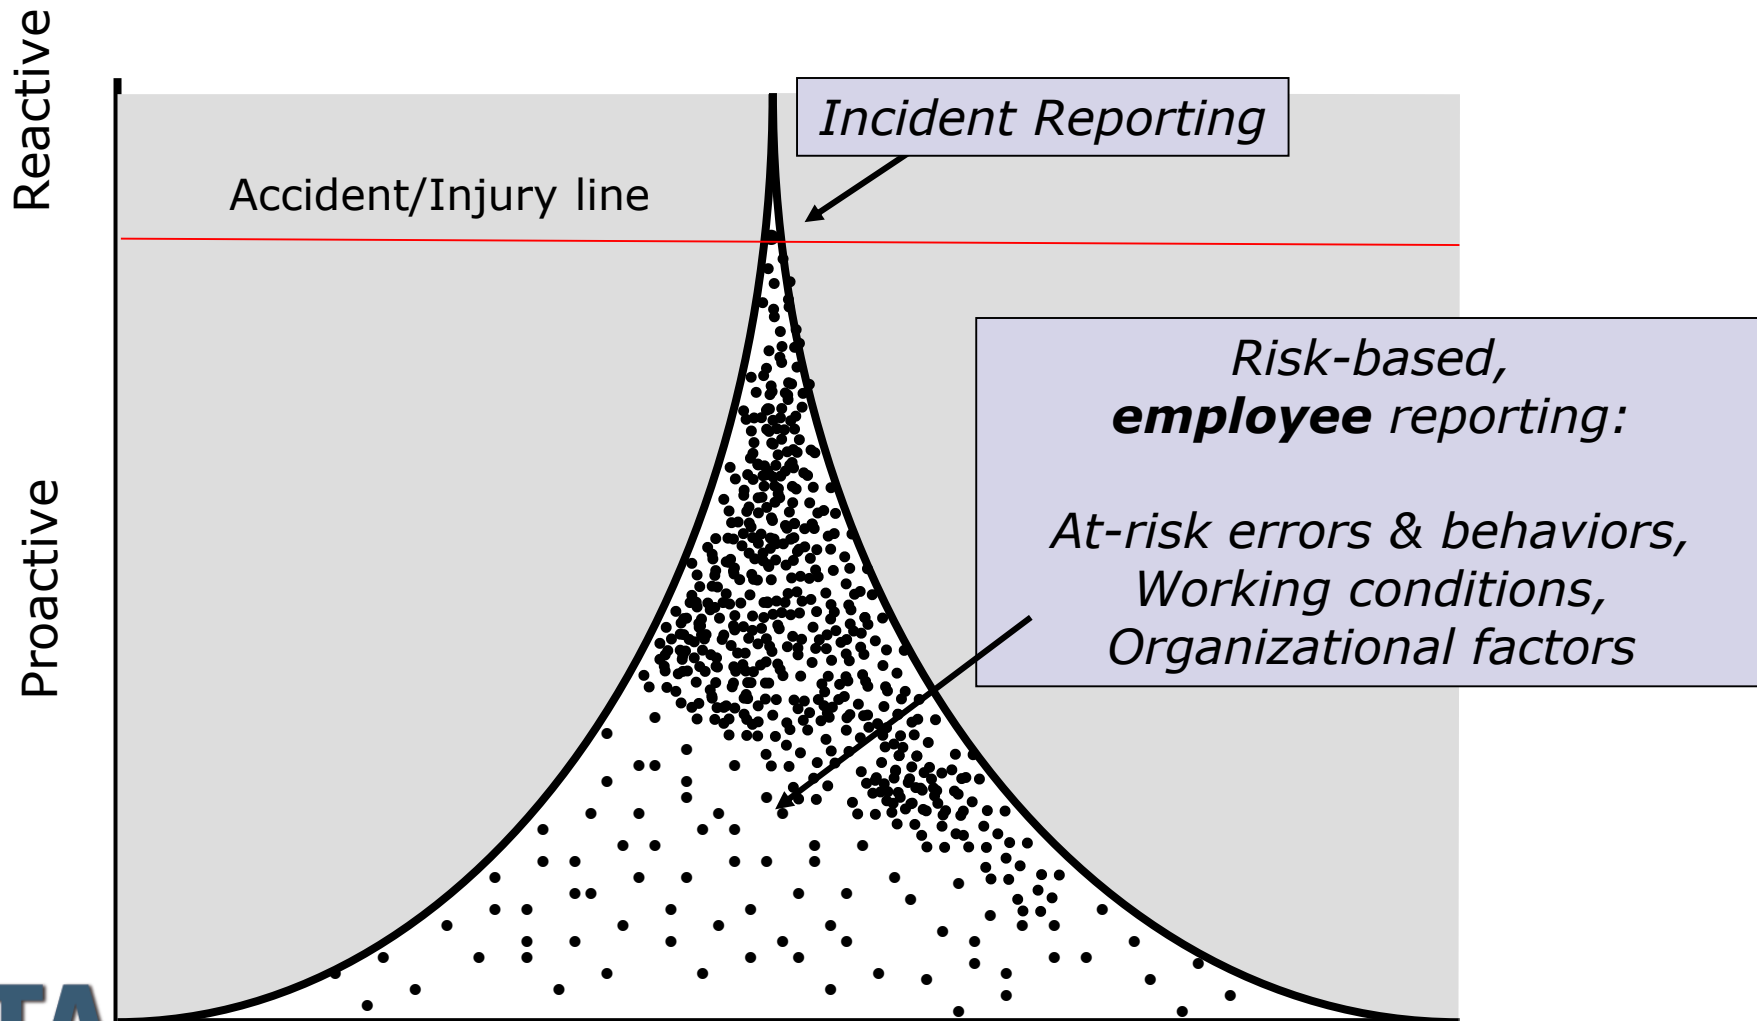 Reactive
Incident Reporting
Accident/Injury line
Risk-based,
employee reporting:
At-risk errors & behaviors,
Working conditions,
Organizational factors
Proactive
TA